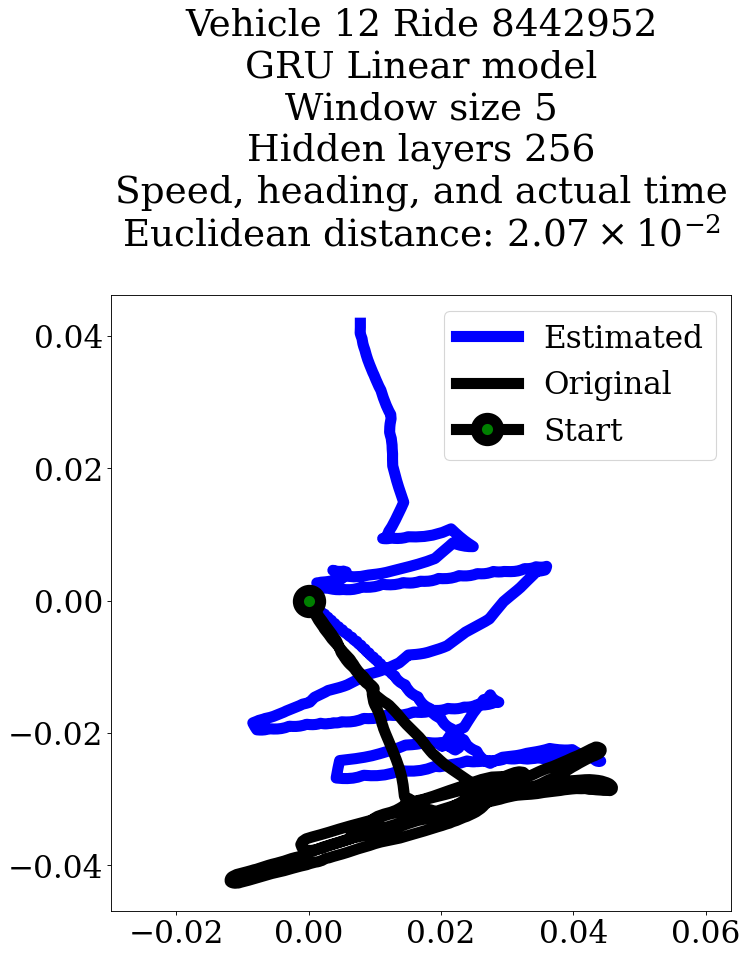 Vehicle 12 Ride 8442952
GRU Linear model
Window size 5
Hidden layers 256
Speed, heading, and actual time
Euclidean distance: 2.07 × 10⁻²
Estimated
Original
Start
0.04
0.02
0.00
−0.02
−0.04
−0.02 0.00 0.02 0.04 0.06